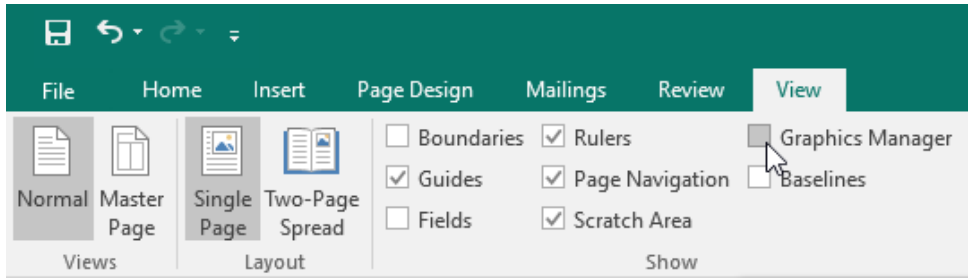 File Home Insert Page Design Mailings Review View
Boundaries Rulers Graphics Manager
Guides Page Navigation Baselines
Fields Scratch Area
Normal Master Page
Single Page Two-Page Spread
Views Layout Show